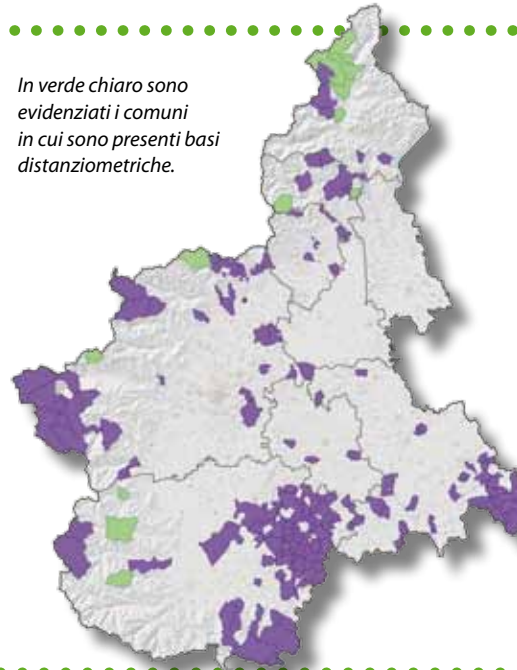 In verde chiaro sono
evidenziati i comuni
in cui sono presenti basi
distanziometriche.